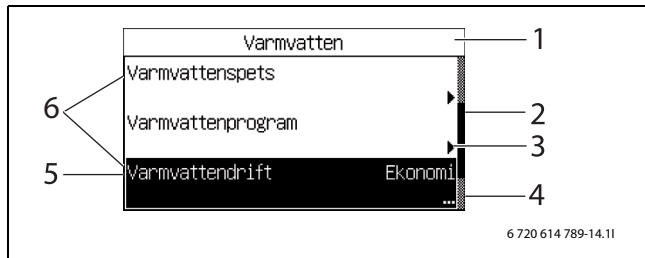 Varmvatten
1
Varmvattenspets
6
2
Varmvattenprogram
3
5
Varmvattendrift Ekonomi
...
4
6 720 614 789-14.1I